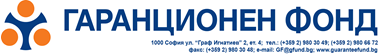 ГАРАНЦИОНЕН ФОНД
1000 София ул. "Граф Игнатиев" 2, ет. 4; тел.: (+359 2) 980 30 49; (+359 2) 980 66 72
факс: (+359 2) 980 30 48; e-mail: GF@gfund.bg; www.guaranteefund.bg